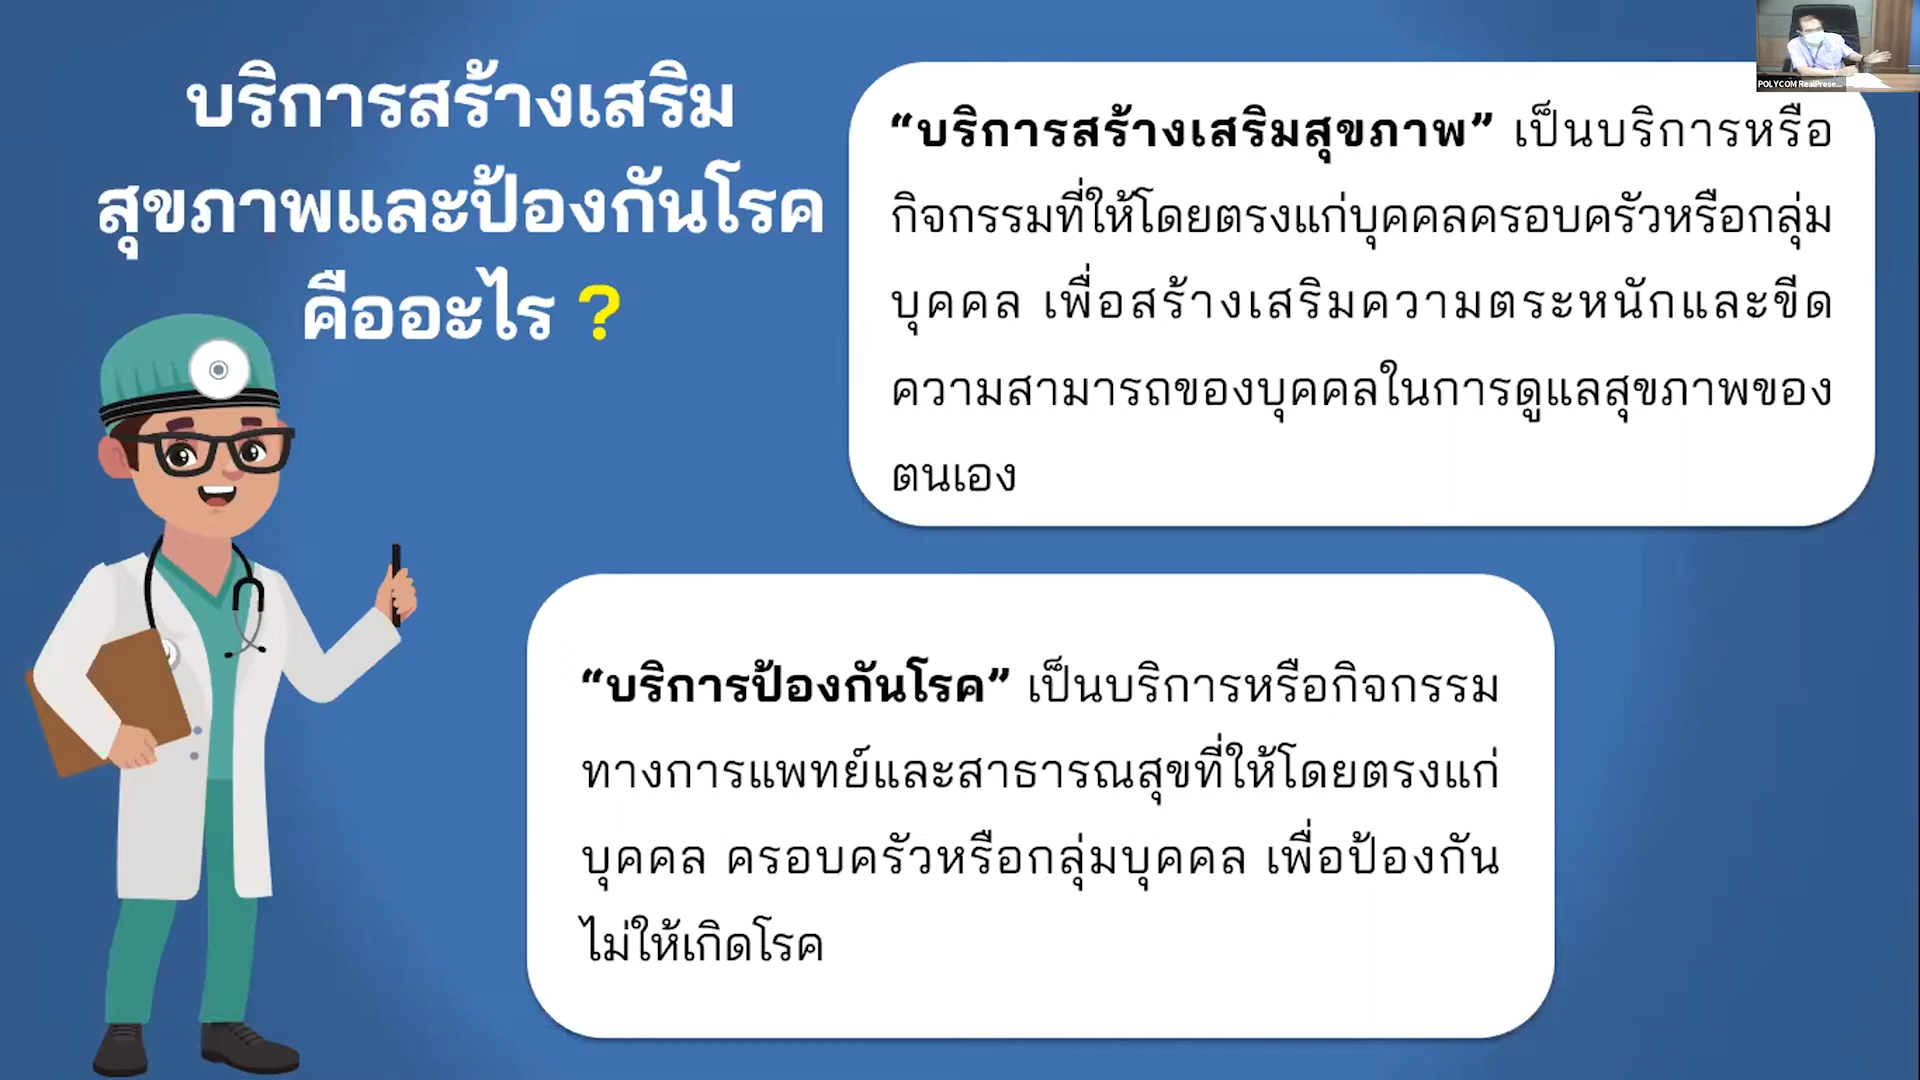 บริการสร้างเสริม
สุขภาพและป้องกันโรค
คืออะไร ?
“บริการสร้างเสริมสุขภาพ” เป็นบริการหรือ
กิจกรรมที่ให้โดยตรงแก่บุคคลครอบครัวหรือกลุ่ม
บุคคล เพื่อสร้างเสริมความตระหนักและขีด
ความสามารถของบุคคลในการดูแลสุขภาพของ
ตนเอง
“บริการป้องกันโรค” เป็นบริการหรือกิจกรรม
ทางการแพทย์และสาธารณสุขที่ให้โดยตรงแก่
บุคคล ครอบครัวหรือกลุ่มบุคคล เพื่อป้องกัน
ไม่ให้เกิดโรค
POLYCOM RealPrese...